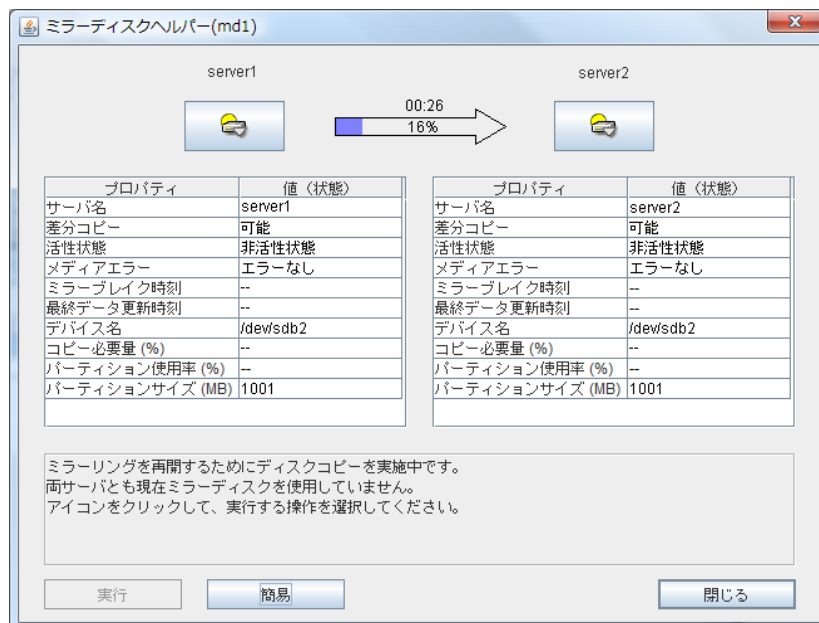 ミラーディスクヘルパー(md1)
server1
server2
00:26
16%
プロパティ 値（状態）
サーバ名 server1
差分コピー 可能
活性状態 非活性状態
メディアエラー エラーなし
ミラーブレイク時刻 --
最終データ更新時刻 --
デバイス名 /dev/sdb2
コピー必要量 (%) --
パーティション使用率 (%) --
パーティションサイズ (MB) 1001
プロパティ 値（状態）
サーバ名 server2
差分コピー 可能
活性状態 非活性状態
メディアエラー エラーなし
ミラーブレイク時刻 --
最終データ更新時刻 --
デバイス名 /dev/sdb2
コピー必要量 (%) --
パーティション使用率 (%) --
パーティションサイズ (MB) 1001
ミラーリングを再開するためにディスクコピーを実施中です。
両サーバとも現在ミラーディスクを使用していません。
アイコンをクリックして、実行する操作を選択してください。
実行
簡易
閉じる